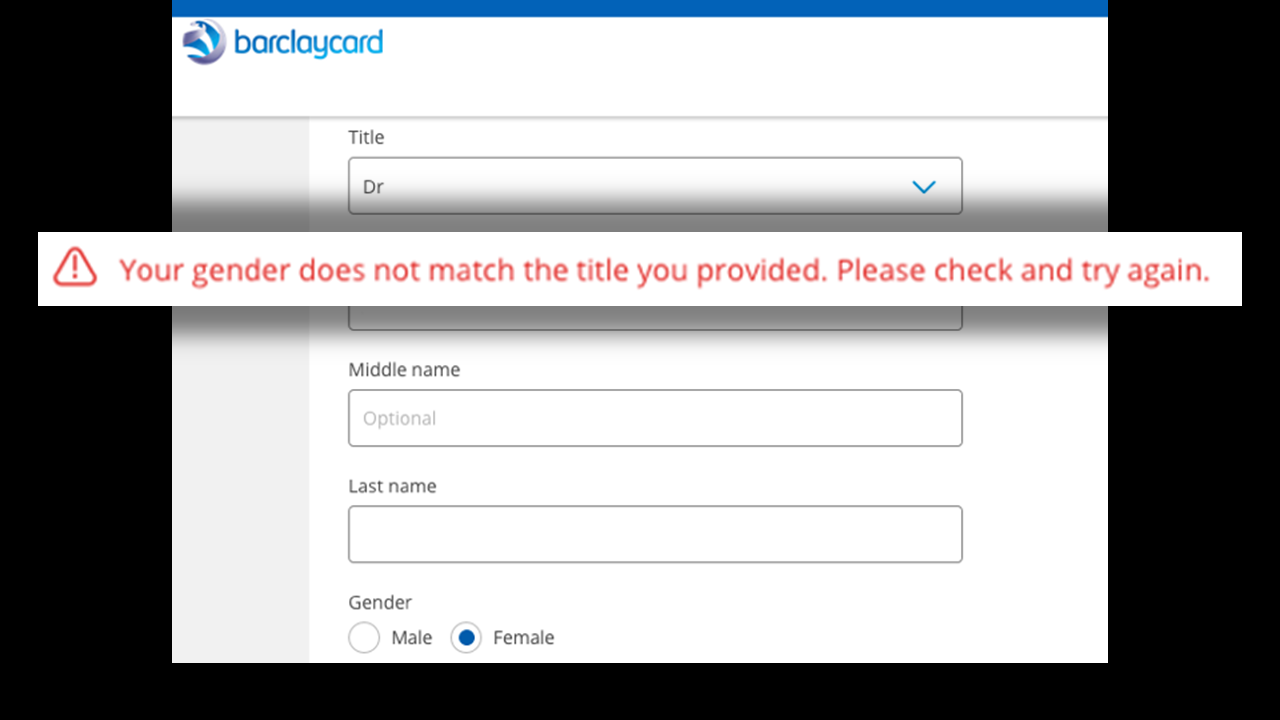 barclaycard
Title
Dr
Your gender does not match the title you provided. Please check and try again.
Middle name
Optional
Last name
Gender
Male Female